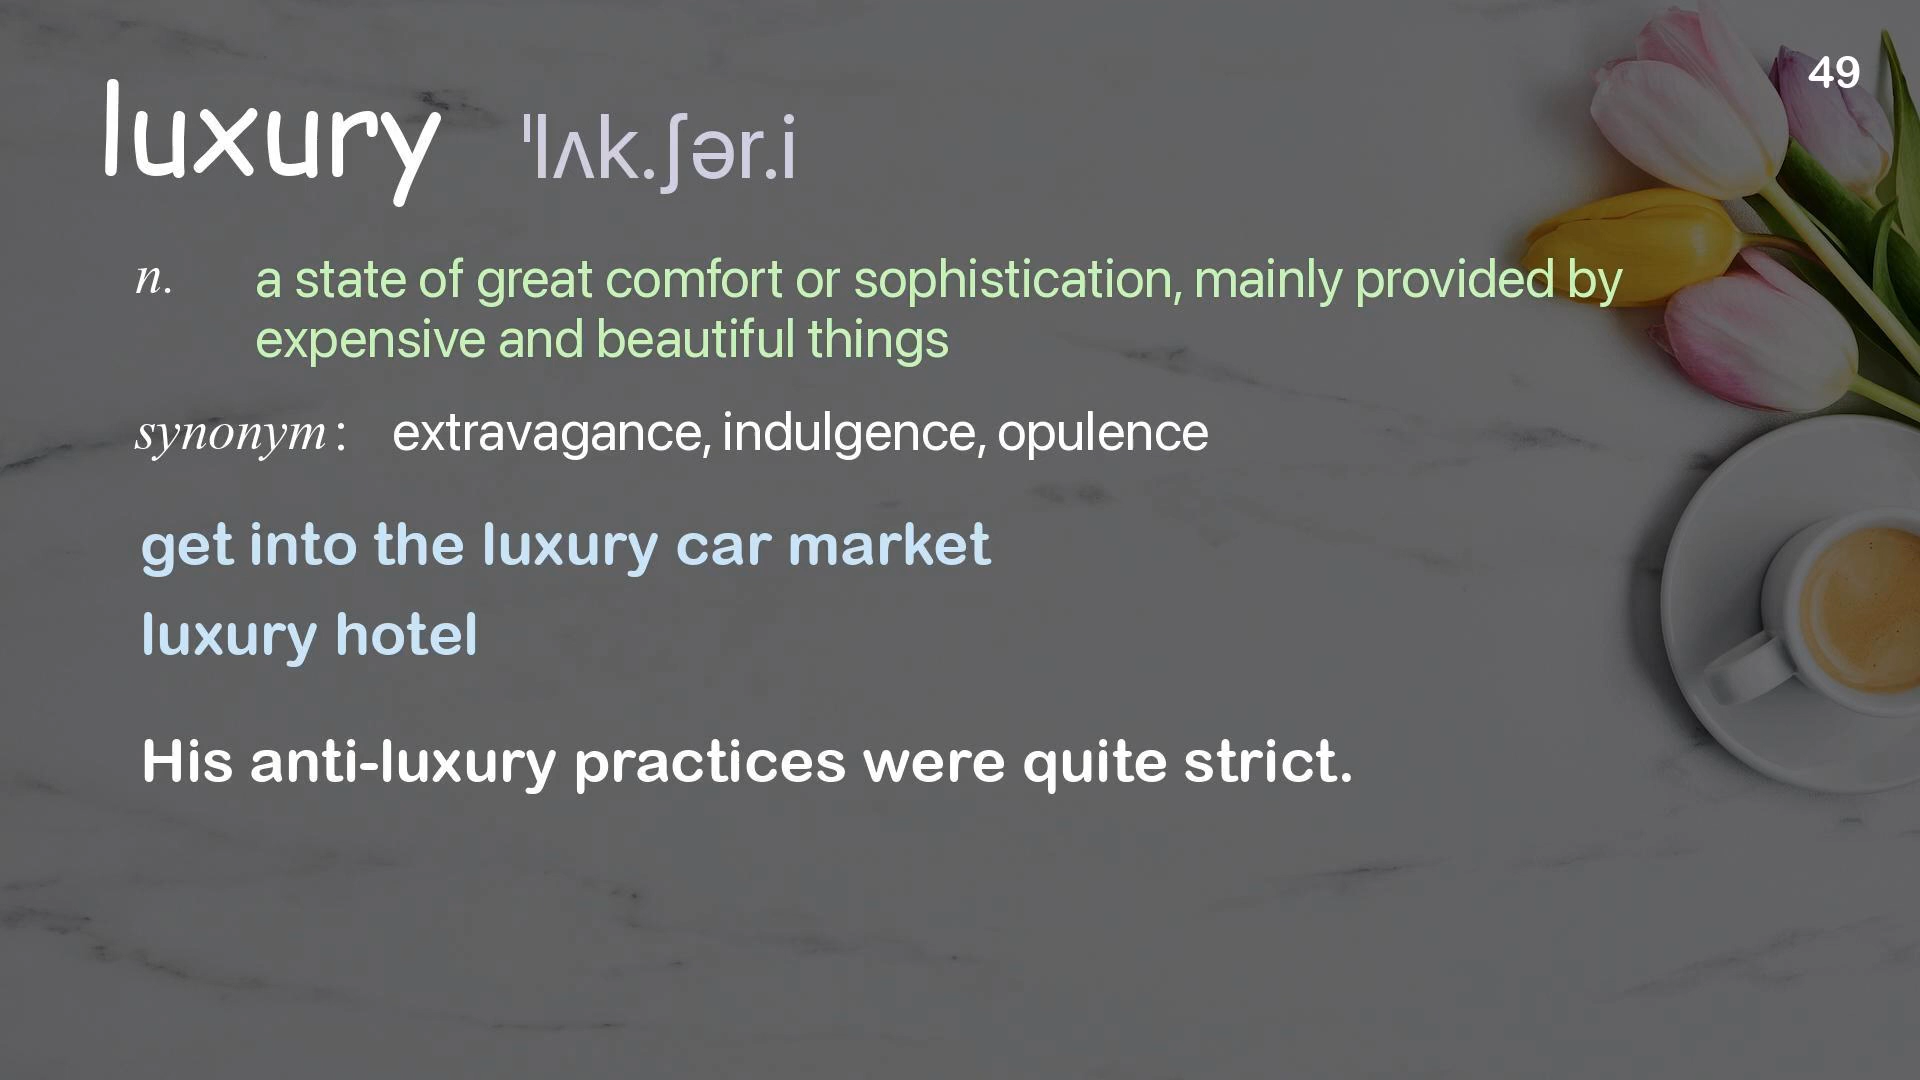 49
luxury ˈlʌk.ʃər.i
n. a state of great comfort or sophistication, mainly provided by
expensive and beautiful things
synonym: extravagance, indulgence, opulence
get into the luxury car market
luxury hotel
His anti-luxury practices were quite strict.